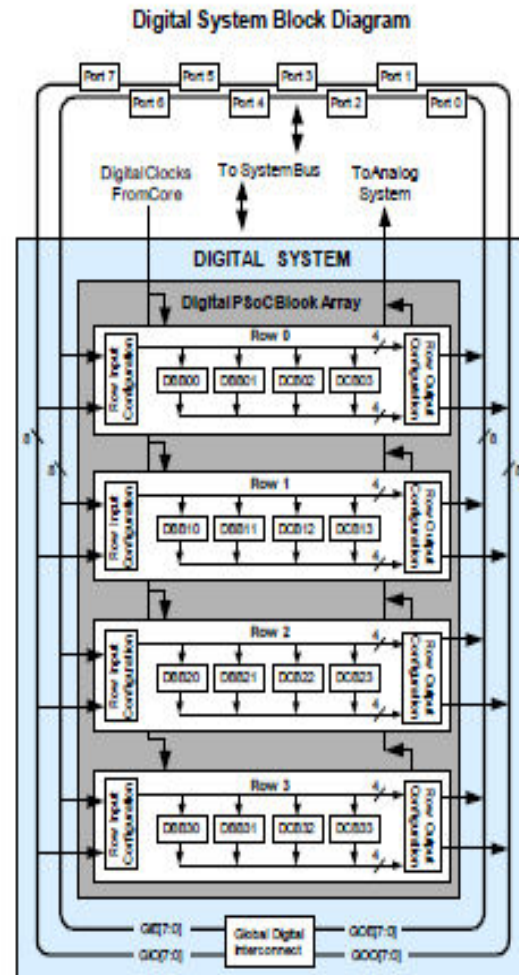 Digital System Block Diagram
Port 7
Port 5
Port 3
Port 1
Port 6
Port 4
Port 2
Port 0
Digital Clocks
From Core
To System Bus
To Analog
System
DIGITAL SYSTEM
Digital PSoC Block Array
Row Input
Configuration
Row 0
4
DBB00
DBB01
DCB02
DCB03
4
Row Output
Configuration
8
8
8
8
Row Input
Configuration
Row 1
4
DBB10
DBB11
DCB12
DCB13
4
Row Output
Configuration
Row Input
Configuration
Row 2
4
DBB20
DBB21
DCB22
DCB23
4
Row Output
Configuration
Row Input
Configuration
Row 3
4
DBB30
DBB31
DCB32
DCB33
4
Row Output
Configuration
GIE[7:0]
GIO[7:0]
Global Digital
Interconnect
GOE[7:0]
GOO[7:0]